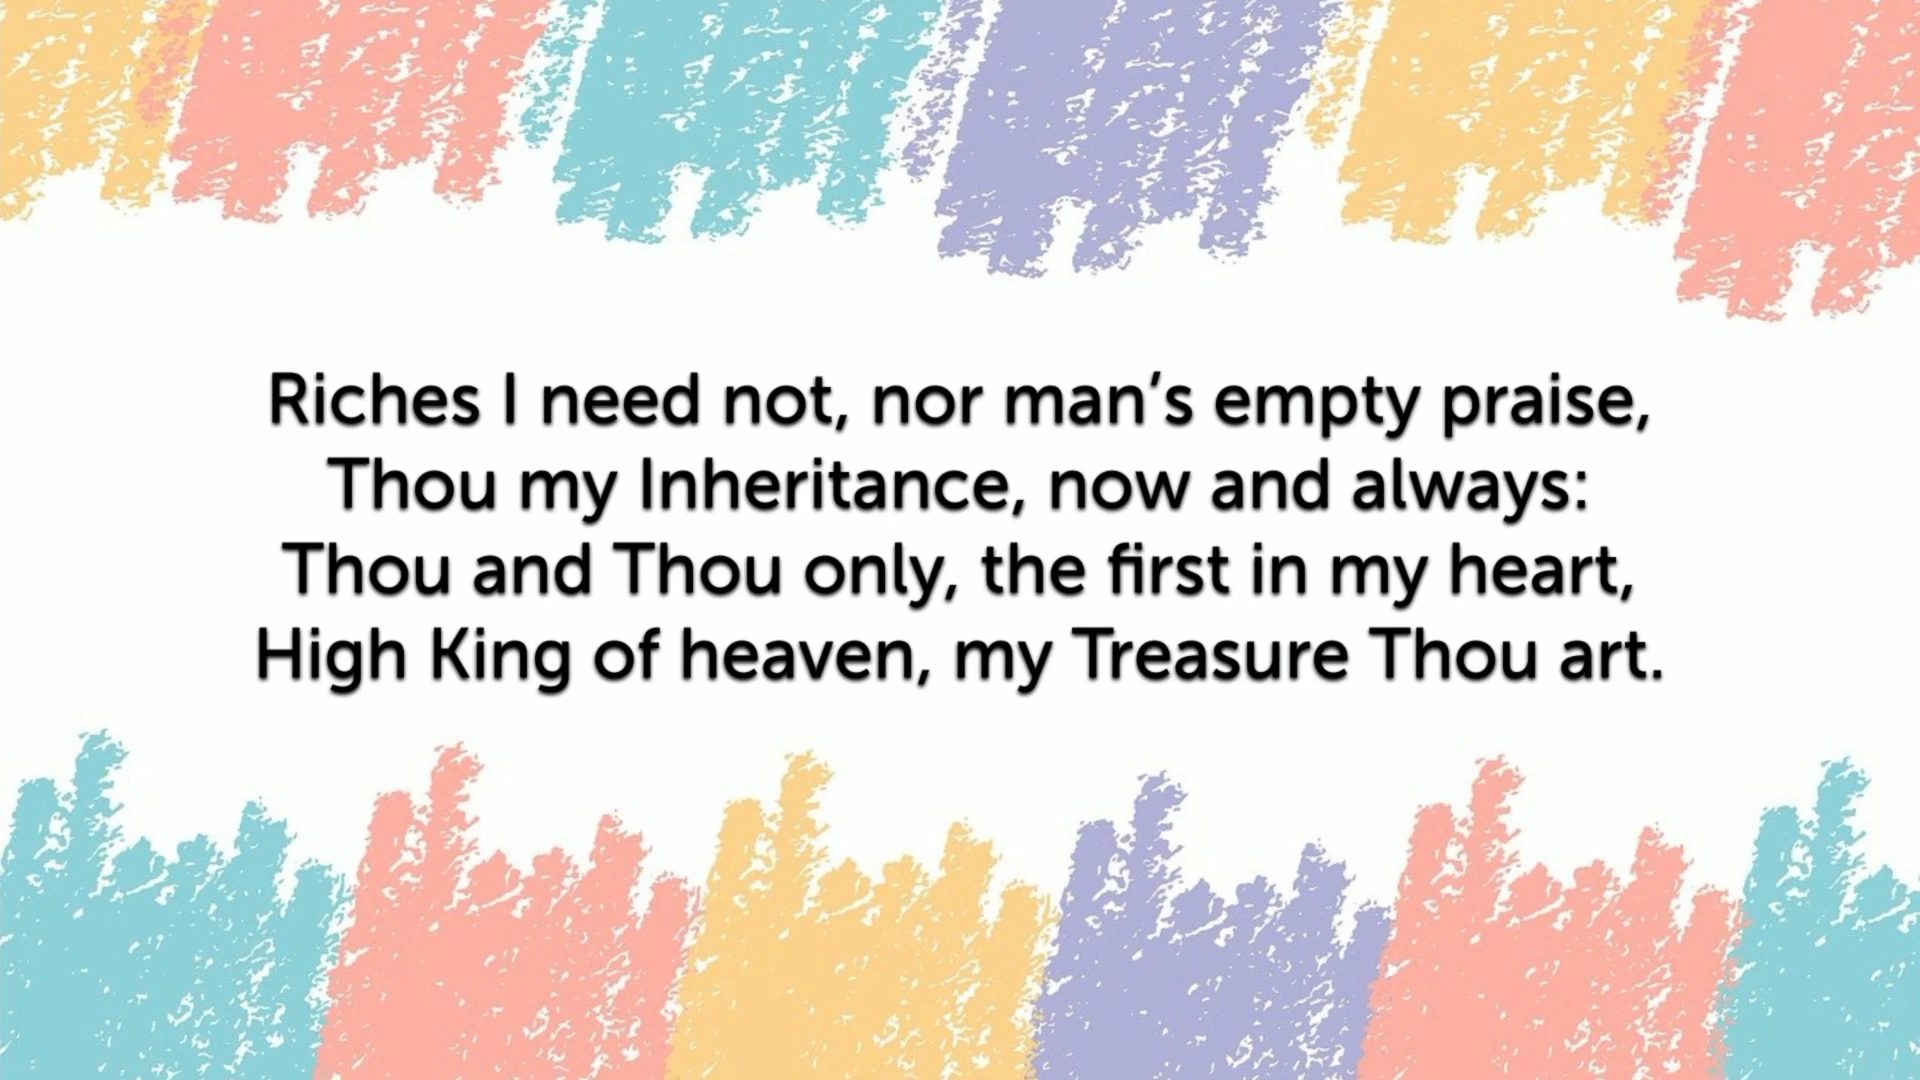 Riches I need not, nor man’s empty praise,
Thou my Inheritance, now and always:
Thou and Thou only, the first in my heart,
High King of heaven, my Treasure Thou art.